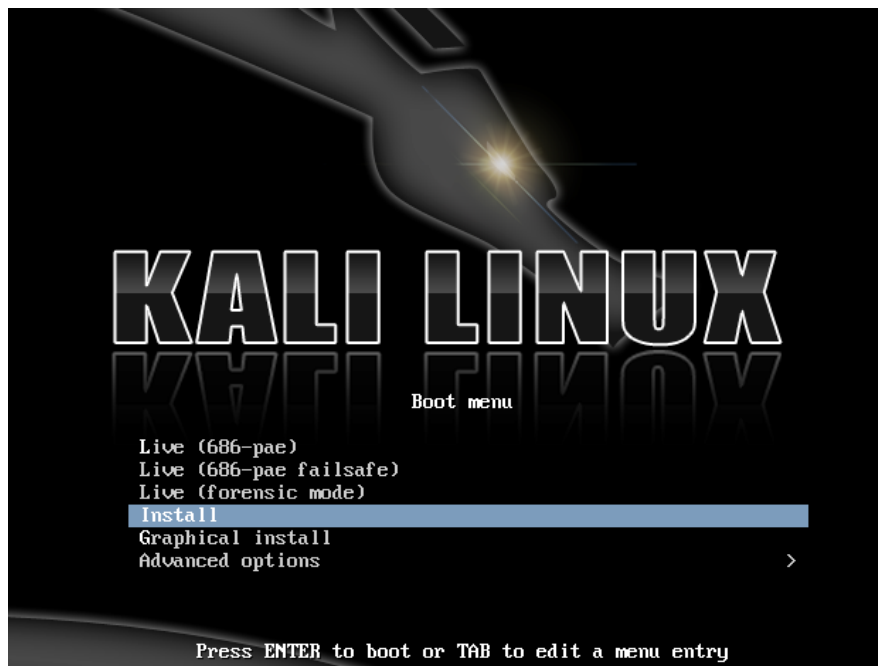 KALI LINUX
Boot menu
Live (686-pae)
Live (686-pae failsafe)
Live (forensic mode)
Install
Graphical install
Advanced options >
Press ENTER to boot or TAB to edit a menu entry